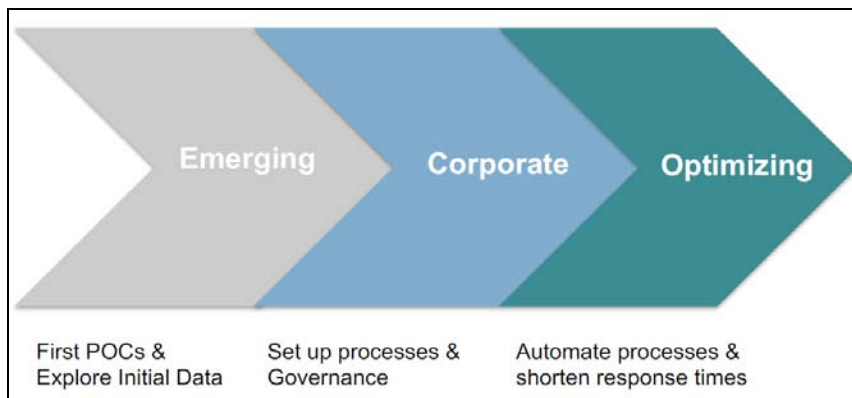 Emerging
Corporate
Optimizing
First POCs &
Explore Initial Data
Set up processes &
Governance
Automate processes &
shorten response times